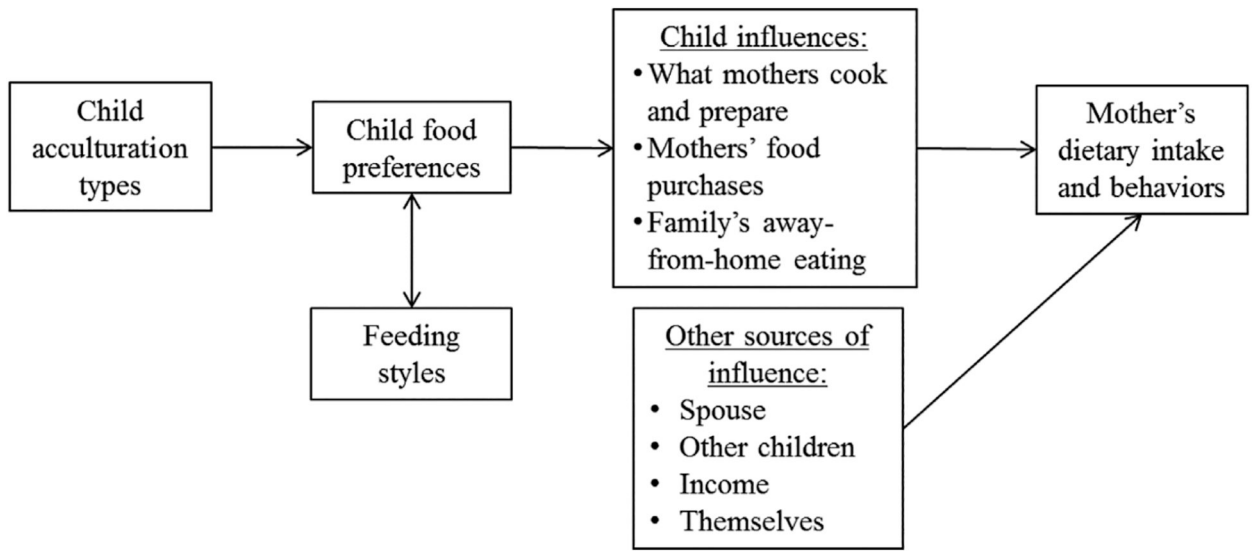 Child
acculturation
types
Child food
preferences
Feeding
styles
Child influences:
•What mothers cook
and prepare
•Mothers’ food
purchases
•Family’s away-
from-home eating
Other sources of
influence:
• Spouse
• Other children
• Income
• Themselves
Mother’s
dietary intake
and behaviors